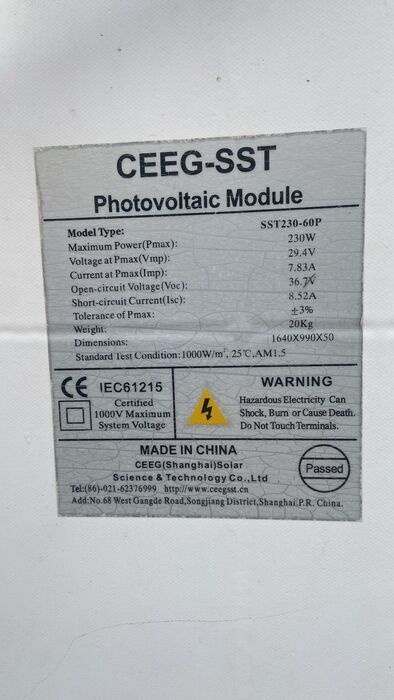 CEEG-SST
Photovoltaic Module
Model Type: SST230-60P
Maximum Power(Pmax): 230W
Voltage at Pmax(Vmp): 29.4V
Current at Pmax(Imp): 7.83A
Open-circuit Voltage(Voc): 36.7V
Short-circuit Current(Isc): 8.52A
Tolerance of Pmax: ±3%
Weight: 20Kg
Dimensions: 1640X990X50
Standard Test Condition:1000W/m², 25℃,AM1.5
CE IEC61215
Certified
1000V Maximum
System Voltage
WARNING
Hazardous Electricity Can
Shock, Burn or Cause Death.
Do Not Touch Terminals.
MADE IN CHINA
CEEG(Shanghai)Solar
Science & Technology Co.,Ltd
Tel:(86)-021-62376999 http://www.ceegsst.cn
Add:No.68 West Gangde Road,Songjiang District,Shanghai,P.R. China.
Passed